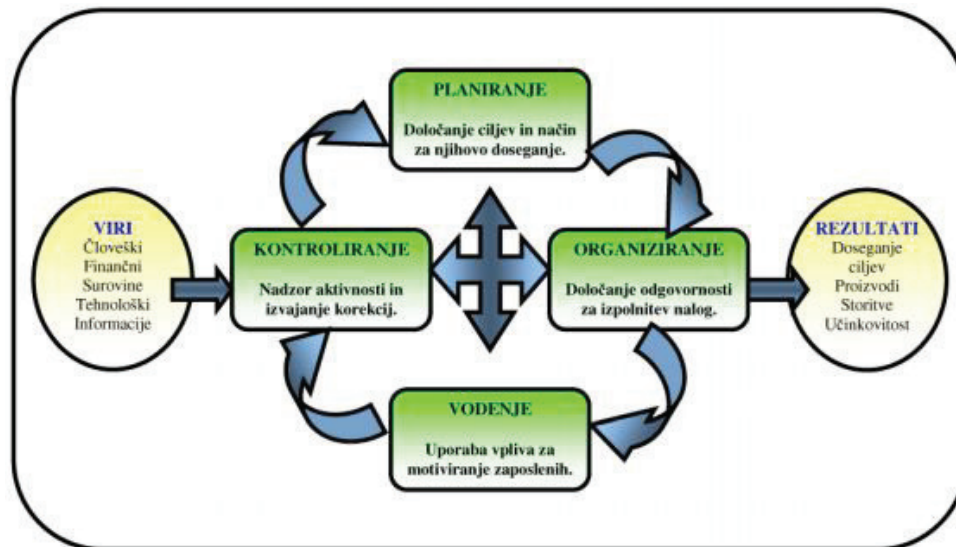 PLANIRANJE
Določanje ciljev in način
za njihovo doseganje.
VIRI
Človeški
Finančni
Surovine
Tehnološki
Informacije
KONTROLIRANJE
Nadzor aktivnosti in
izvajanje korekcij.
ORGANIZIRANJE
Določanje odgovornosti
za izpolnitev nalog.
REZULTATI
Doseganje
ciljev
Proizvodi
Storitve
Učinkovitost
VODENJE
Uporaba vpliva za
motiviranje zaposlenih.